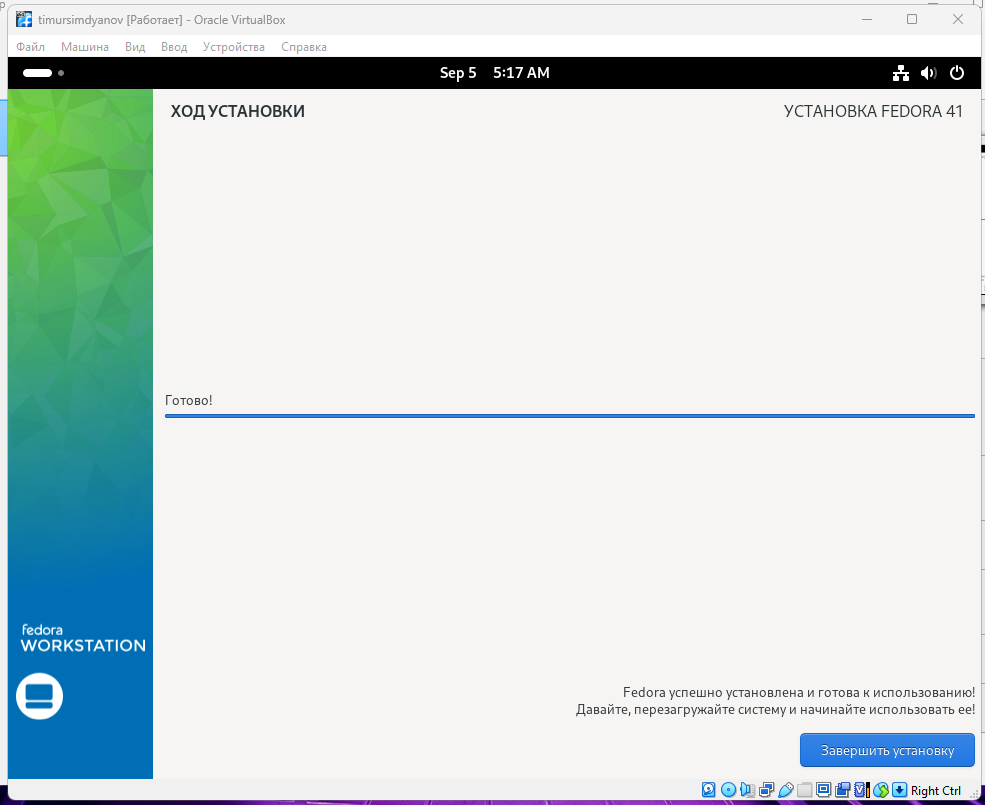 timursimdyanov [Работает] - Oracle VirtualBox
Файл Машина Вид Ввод Устройства Справка
Sep 5 5:17 AM
ХОД УСТАНОВКИ
УСТАНОВКА FEDORA 41
Готово!
fedora
WORKSTATION
Fedora успешно установлена и готова к использованию!
Давайте, перезагружайте систему и начинайте использовать ее!
Завершить установку
Right Ctrl